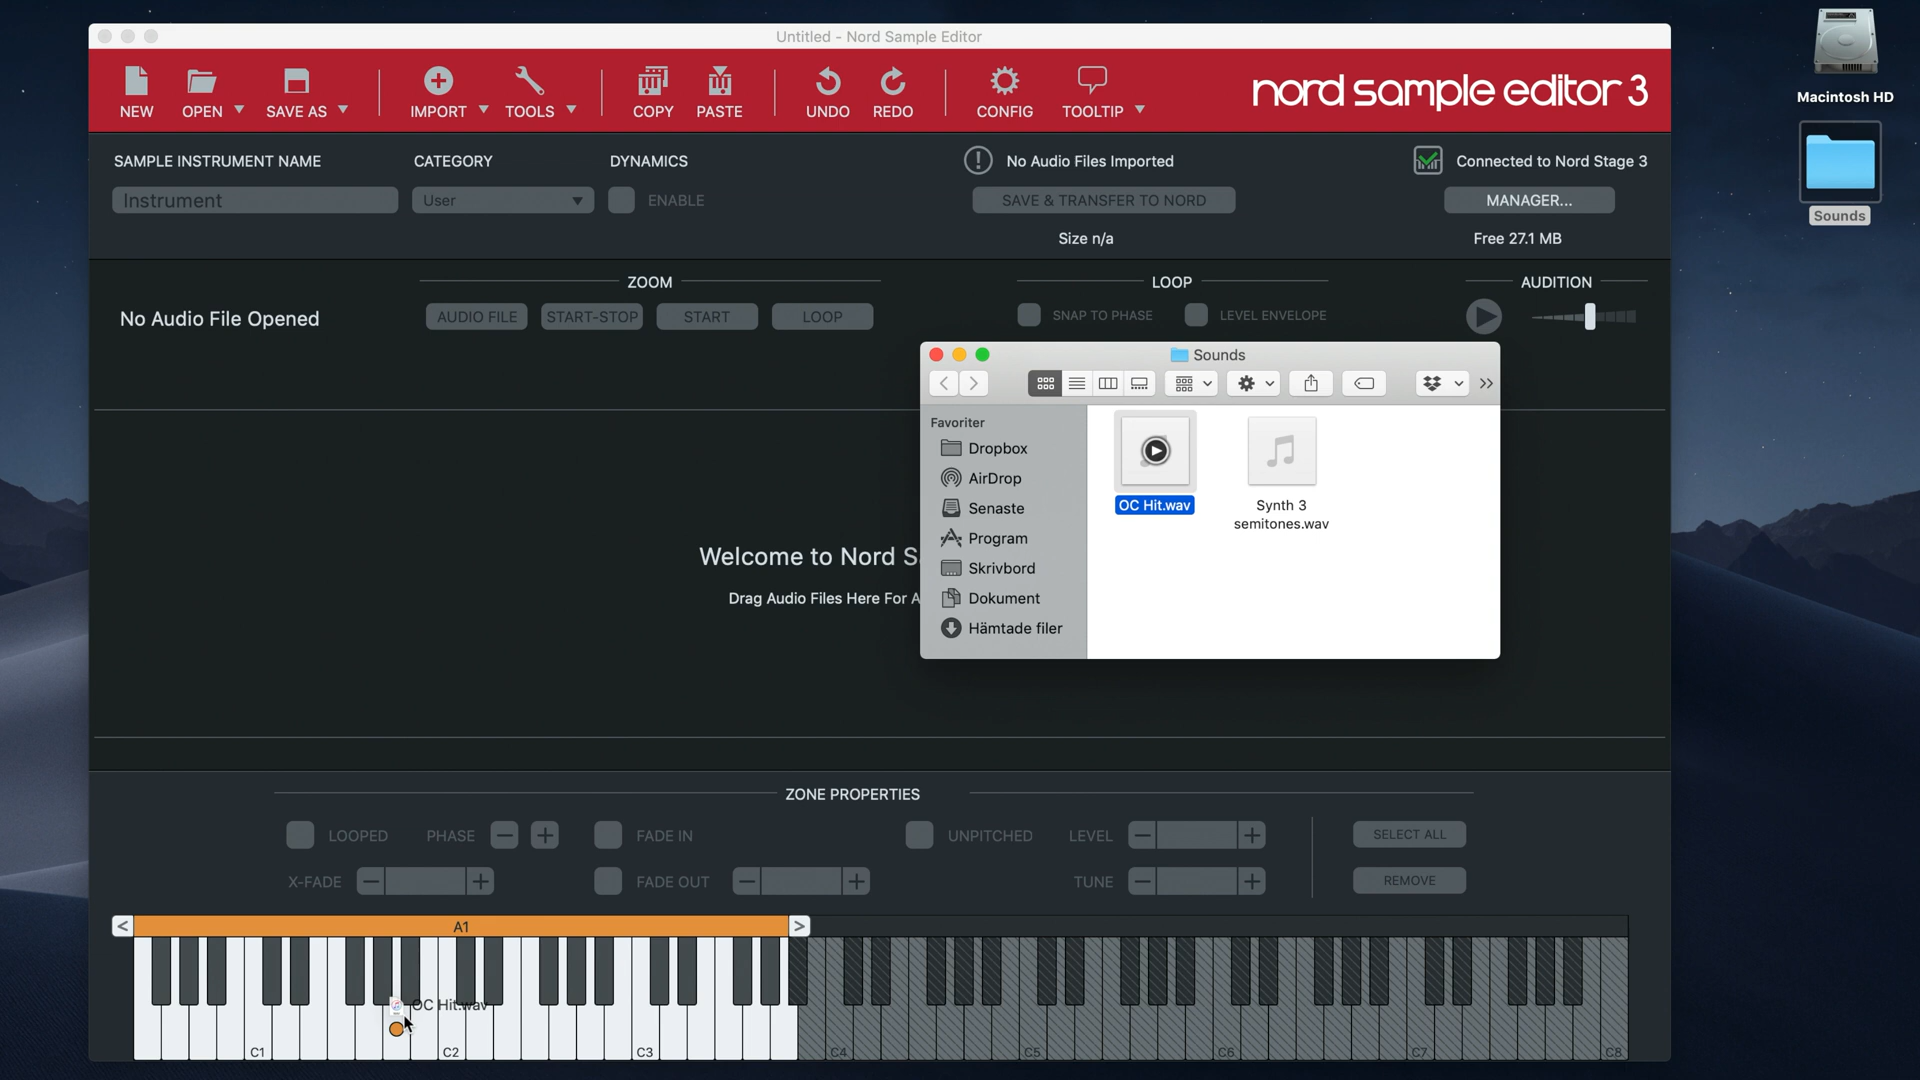 Untitled - Nord Sample Editor
NEW
OPEN
SAVE AS
IMPORT
TOOLS
COPY
PASTE
UNDO
REDO
CONFIG
TOOLTIP
nord sample editor 3
Macintosh HD
Sounds
SAMPLE INSTRUMENT NAME
CATEGORY
DYNAMICS
No Audio Files Imported
Connected to Nord Stage 3
Instrument
User
ENABLE
SAVE & TRANSFER TO NORD
MANAGER...
Size n/a
Free 27.1 MB
ZOOM
LOOP
AUDITION
No Audio File Opened
AUDIO FILE
START-STOP
START
LOOP
SNAP TO PHASE
LEVEL ENVELOPE
Sounds
Favoriter
Dropbox
AirDrop
Senaste
Program
Skrivbord
Dokument
Hämtade filer
OC Hit.wav
Synth 3
semitones.wav
Welcome to Nord S
Drag Audio Files Here For A
ZONE PROPERTIES
LOOPED
PHASE
FADE IN
UNPITCHED
LEVEL
SELECT ALL
X-FADE
FADE OUT
TUNE
REMOVE
< A1 >
OC Hit.wav
C1
C2
C3
C4
C5
C6
C7
C8